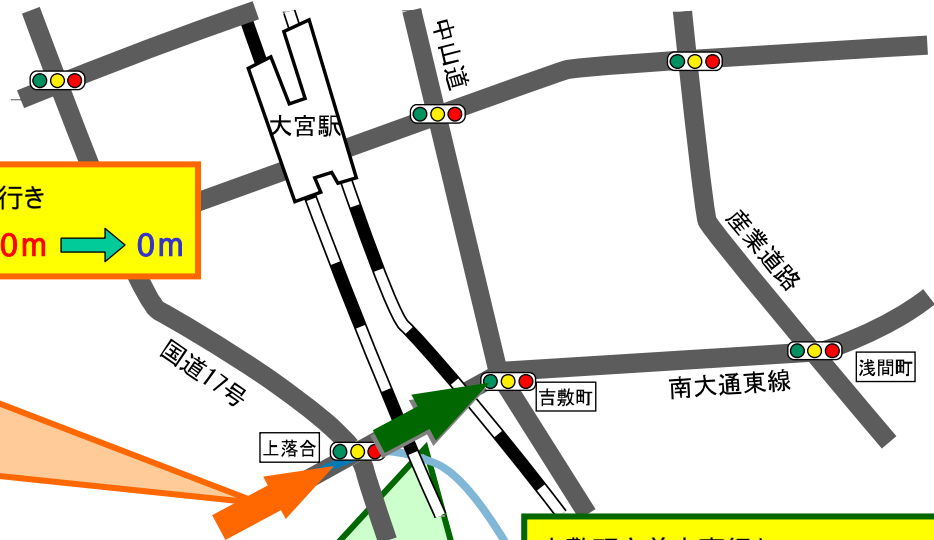 中山道
大宮駅
行き
0m 0m
産業道路
国道17号
南大通東線
浅間町
吉敷町
上落合